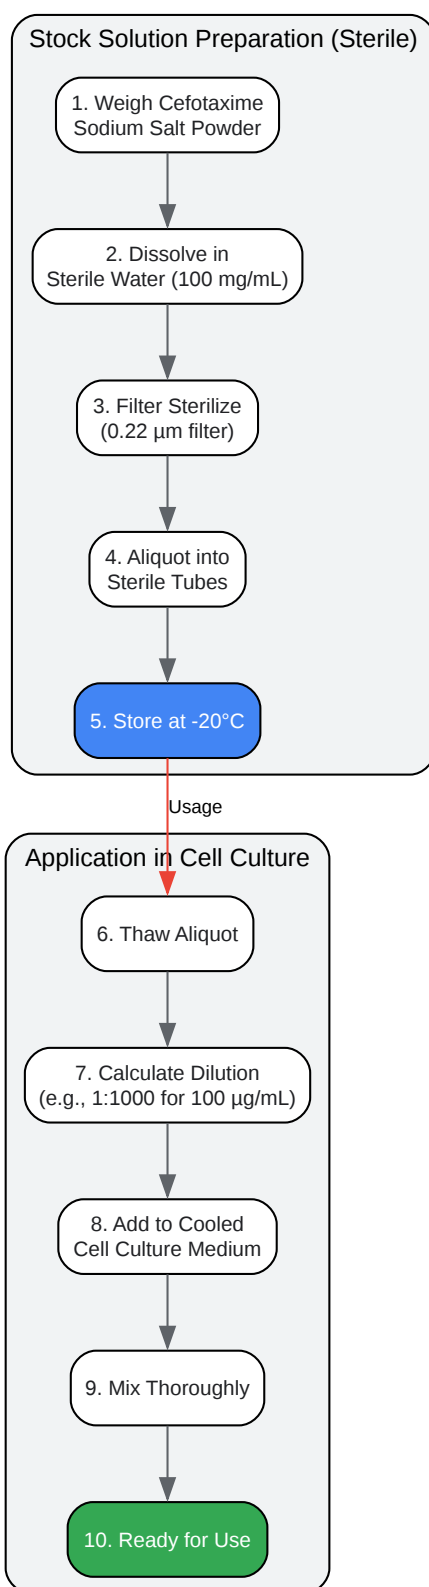 Stock Solution Preparation (Sterile)
1. Weigh Cefotaxime
Sodium Salt Powder
2. Dissolve in
Sterile Water (100 mg/mL)
3. Filter Sterilize
(0.22 µm filter)
4. Aliquot into
Sterile Tubes
5. Store at -20°C
Usage
Application in Cell Culture
6. Thaw Aliquot
7. Calculate Dilution
(e.g., 1:1000 for 100 µg/mL)
8. Add to Cooled
Cell Culture Medium
9. Mix Thoroughly
10. Ready for Use